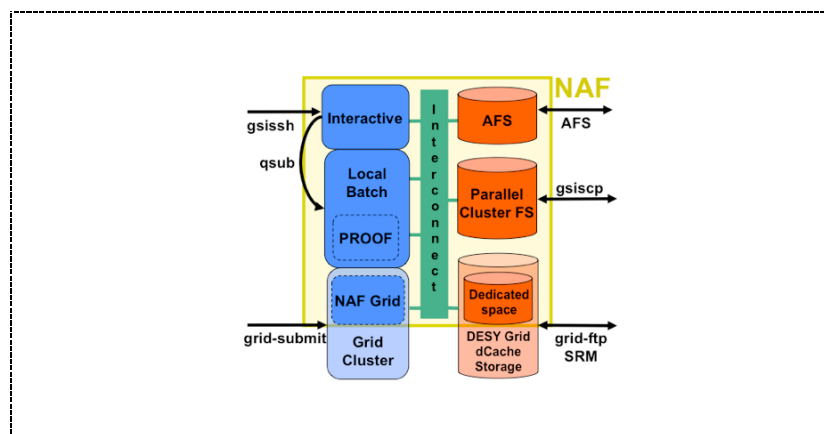 NAF
gsissh
Interactive
Interconnect
AFS
AFS
qsub
Local
Batch
PROOF
Parallel
Cluster FS
gsiscp
NAF Grid
Dedicated
space
grid-submit
Grid
Cluster
DESY Grid
dCache
Storage
grid-ftp
SRM